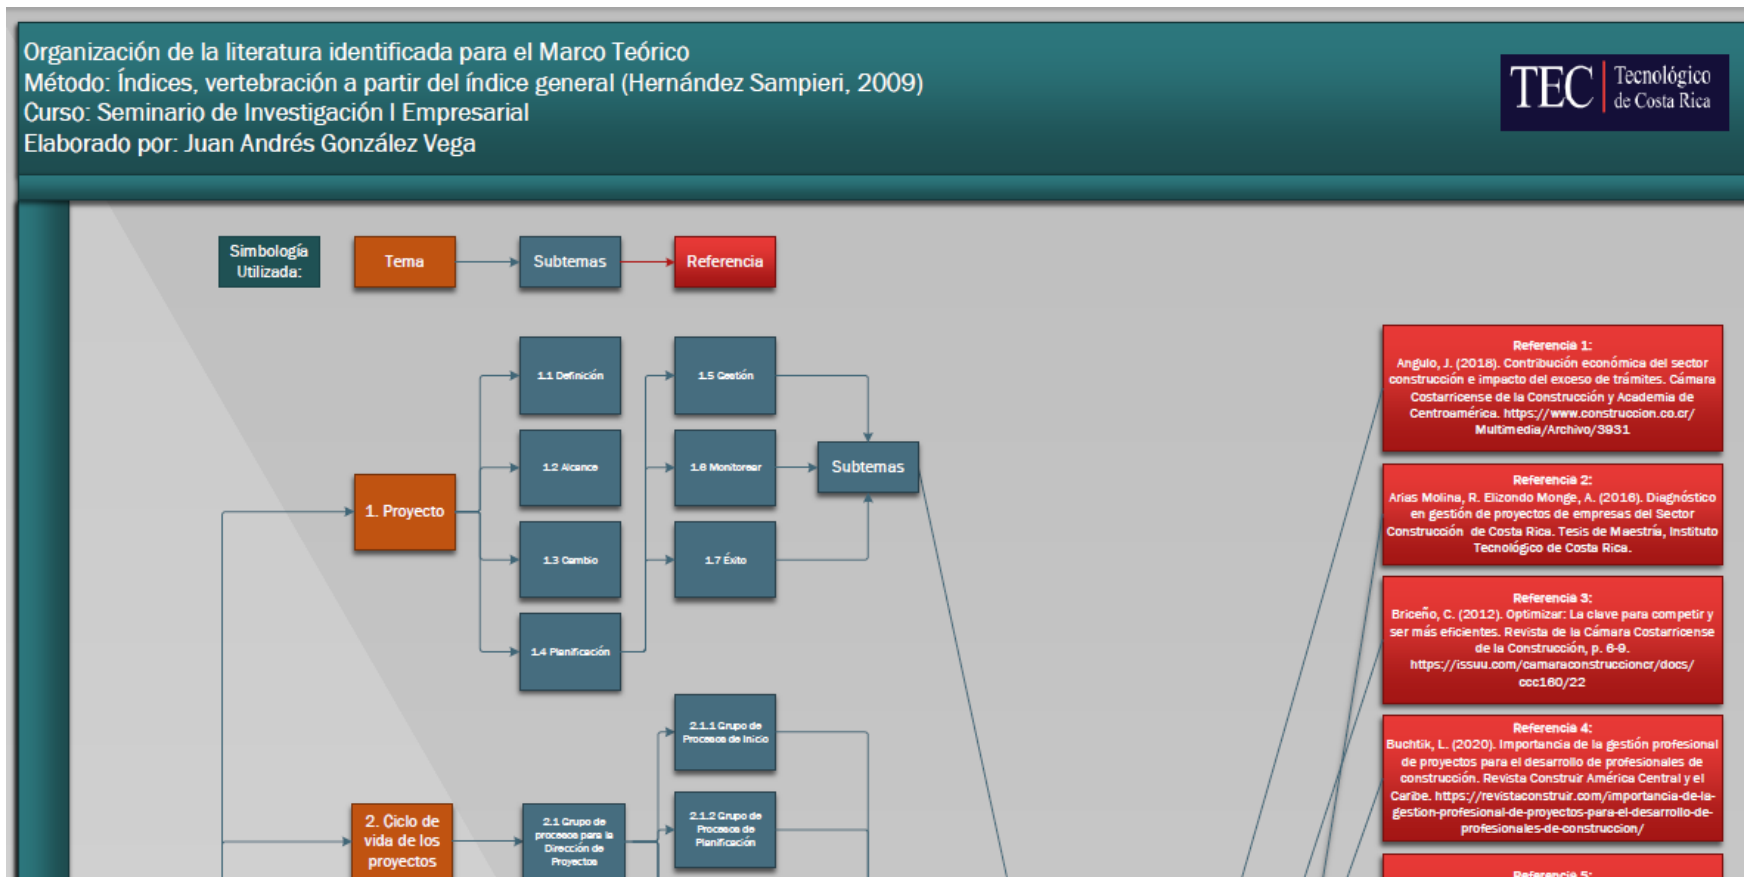 Organización de la literatura identificada para el Marco Teórico
Método: Índices, vertebración a partir del índice general (Hernández Sampieri, 2009)
Curso: Seminario de Investigación I Empresarial
Elaborado por: Juan Andrés González Vega
TEC
Tecnológico
de Costa Rica
Simbología
Utilizada:
Tema
Subtemas
Referencia
1. Proyecto
1.1 Definición
1.2 Alcance
1.3 Cambio
1.4 Planificación
1.5 Gestión
1.6 Monitorear
1.7 Éxito
Subtemas
2. Ciclo de
vida de los
proyectos
2.1 Grupo de
procesos para la
Dirección de
Proyectos
2.1.1 Grupo de
Procesos de Inicio
2.1.2 Grupo de
Procesos de
Planificación
Referencia 1:
Angulo, J. (2018). Contribución económica del sector
construcción e impacto del exceso de trámites. Cámara
Costarricense de la Construcción y Academia de
Centroamérica. https://www.construccion.co.cr/
Multimedia/Archivo/3931
Referencia 2:
Arias Molina, R. Elizondo Monge, A. (2016). Diagnóstico
en gestión de proyectos de empresas del Sector
Construcción de Costa Rica. Tesis de Maestría, Instituto
Tecnológico de Costa Rica.
Referencia 3:
Briceño, C. (2012). Optimizar: La clave para competir y
ser más eficientes. Revista de la Cámara Costarricense
de la Construcción, p. 6-9.
https://issuu.com/camaraconstruccioncr/docs/
ccc160/22
Referencia 4:
Buchtik, L. (2020). Importancia de la gestión profesional
de proyectos para el desarrollo de profesionales de
construcción. Revista Construir América Central y el
Caribe. https://revistaconstruir.com/importancia-de-la-
gestion-profesional-de-proyectos-para-el-desarrollo-de-
profesionales-de-construccion/
Referencia 5: